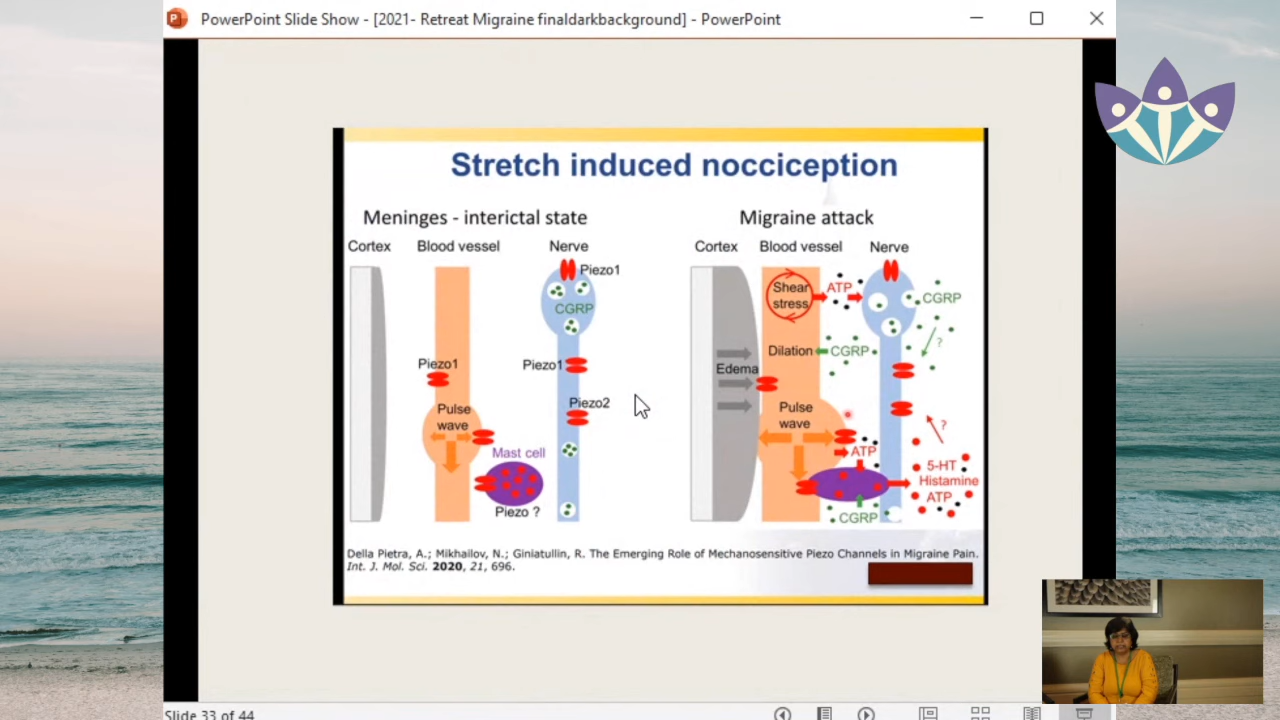 PowerPoint Slide Show - [2021- Retreat Migraine finaldarkbackground] - PowerPoint
Stretch induced nocciception
Meninges - interictal state
Cortex
Blood vessel
Nerve
Piezo1
CGRP
Piezo1
Piezo1
Piezo2
Pulse
wave
Mast cell
Piezo ?
Migraine attack
Cortex
Blood vessel
Nerve
Shear
stress
ATP
CGRP
?
Dilation
CGRP
Edema
Pulse
wave
?
ATP
5-HT
Histamine
ATP
CGRP
Della Pietra, A.; Mikhailov, N.; Giniatullin, R. The Emerging Role of Mechanosensitive Piezo Channels in Migraine Pain.
Int. J. Mol. Sci. 2020, 21, 696.
Slide 33 of 44